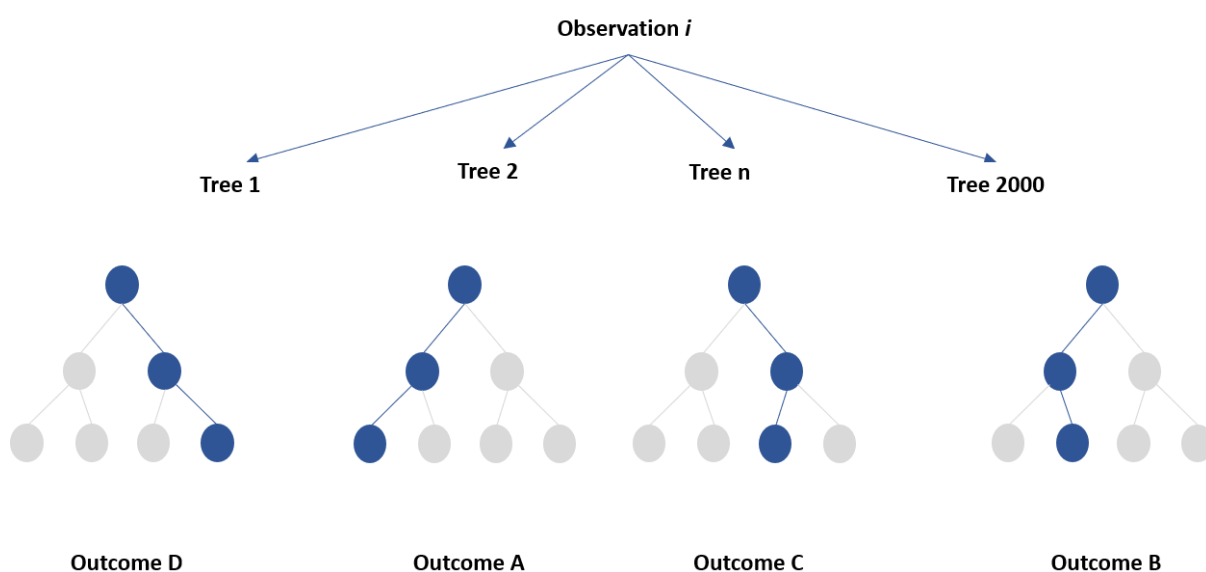 Observation i
Tree 1
Tree 2
Tree n
Tree 2000
Outcome D
Outcome A
Outcome C
Outcome B